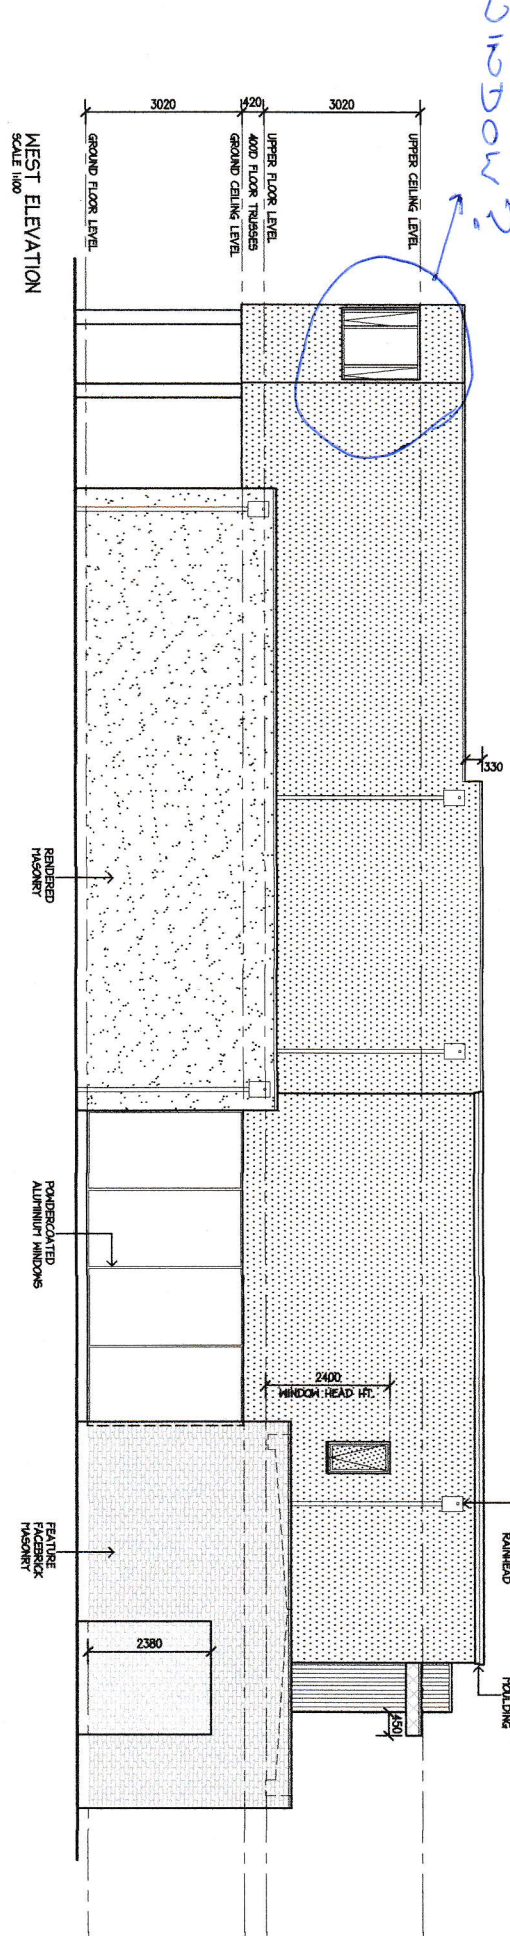 WINDOW ?
RAINHEAD
MOULDING
330
UPPER CEILING LEVEL
3020
450
2400
WINDOW HEAD HT.
UPPER FLOOR LEVEL
400D FLOOR TRUSSES
420
GROUND CEILING LEVEL
3020
2380
GROUND FLOOR LEVEL
RENDERED
MASONRY
POWDERCOATED
ALUMINIUM WINDOWS
FEATURE
FACEBRICK
MASONRY
WEST ELEVATION
SCALE 1:100